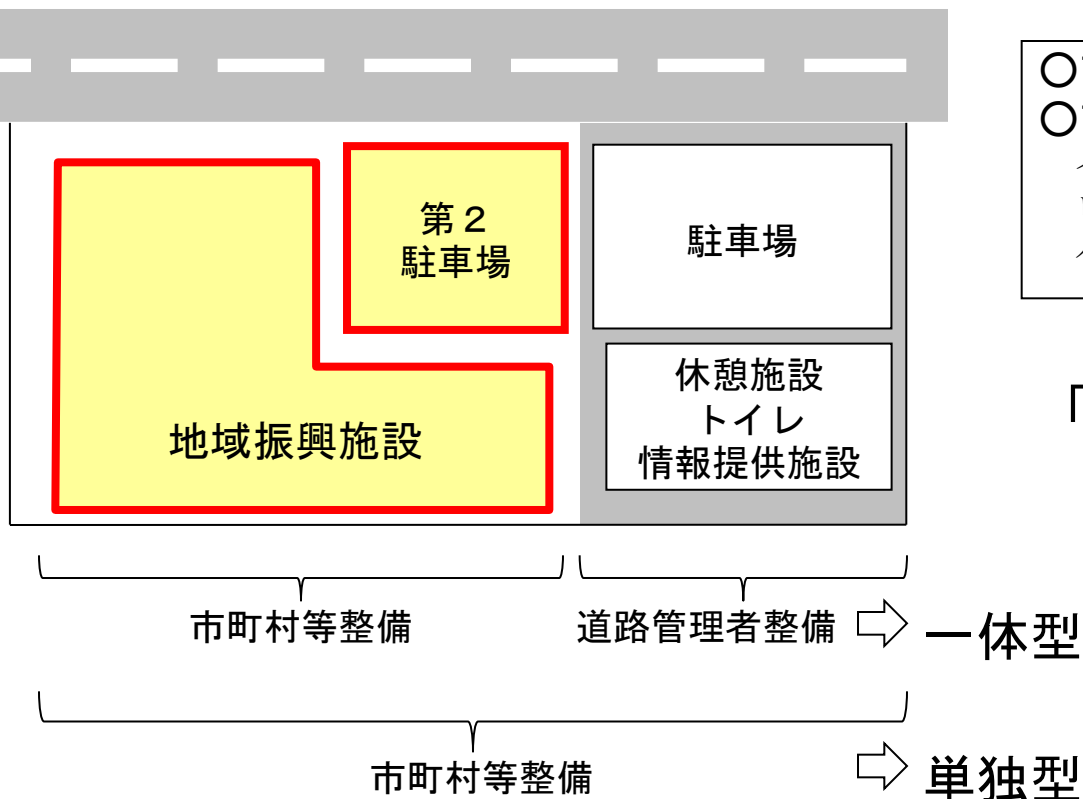 第２
駐車場
駐車場
地域振興施設
休憩施設
トイレ
情報提供施設
○
○
「
市町村等整備
道路管理者整備
一体型
市町村等整備
単独型